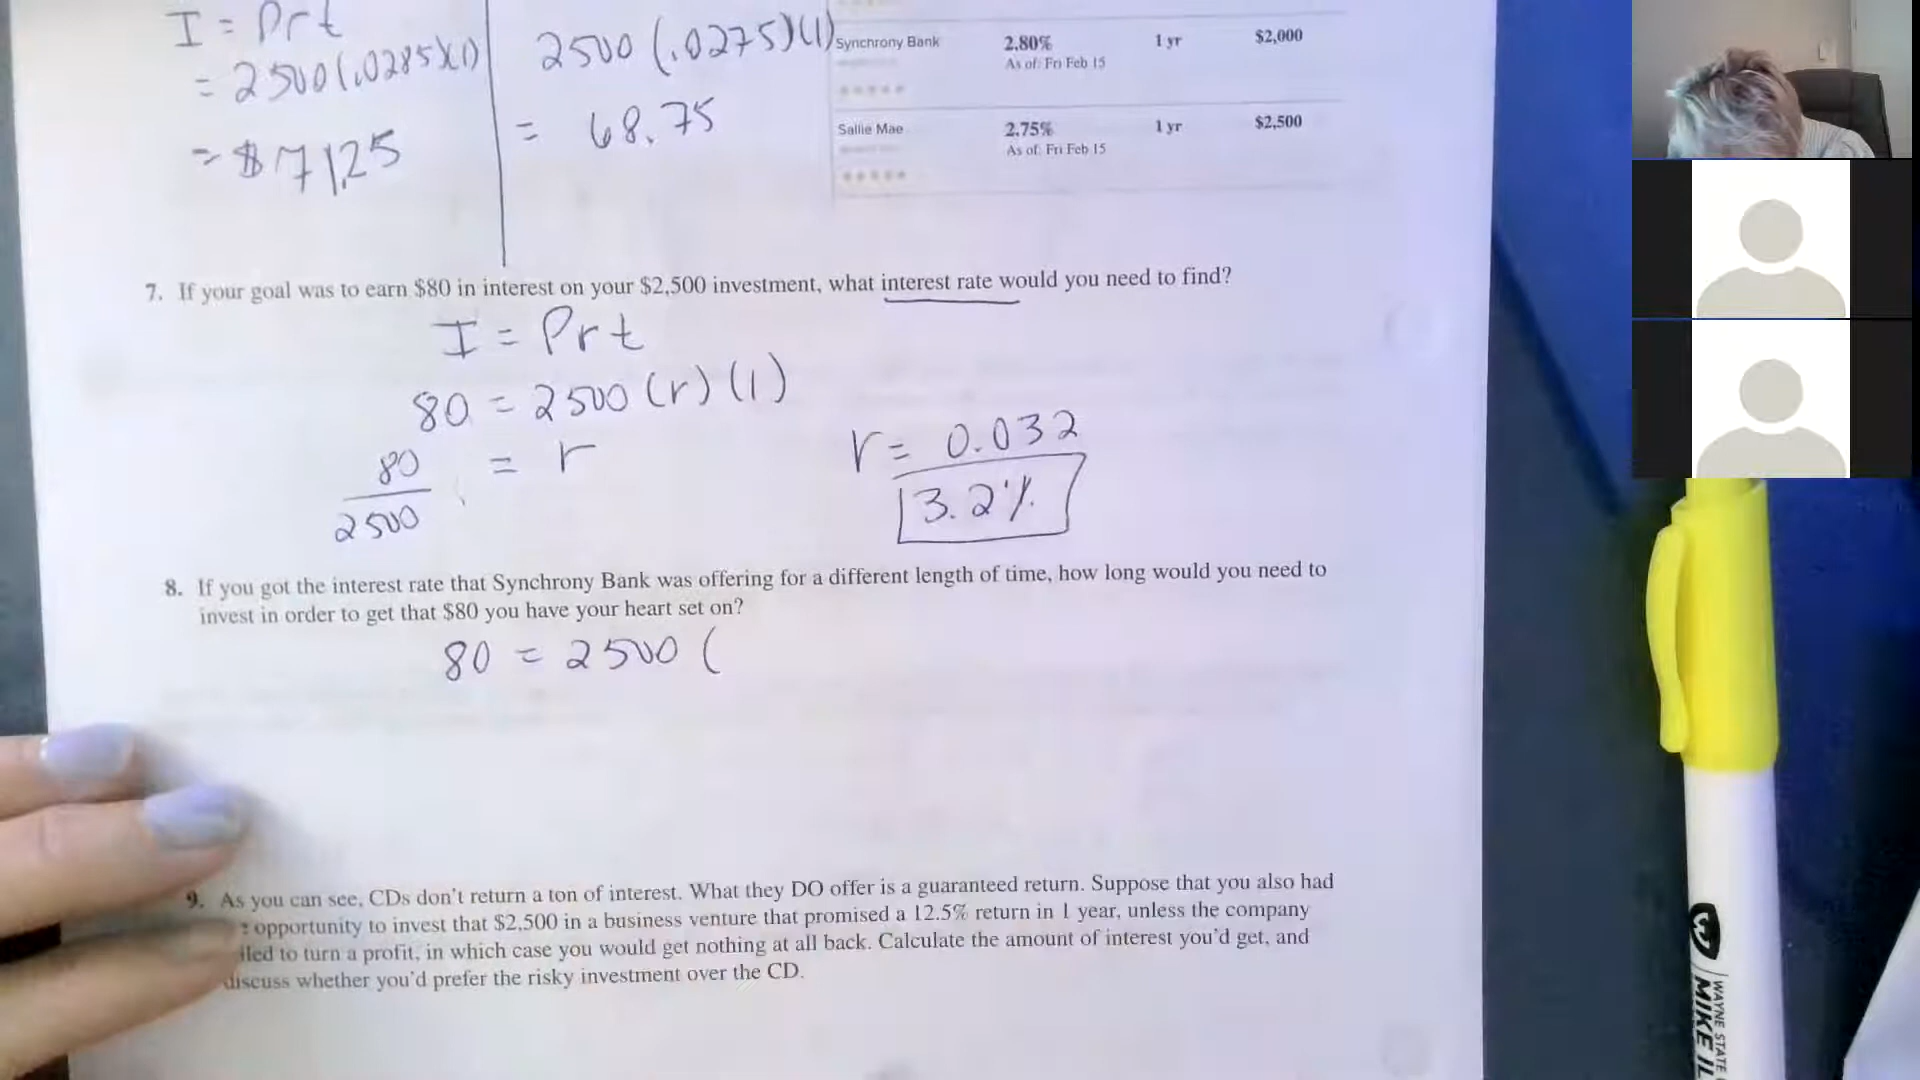 I = Prt
= 2500(.0285)(1)
= $71.25
2500 (.0275)(1)
= 68.75
Synchrony Bank 2.80% 1 yr $2,000
As of: Fri Feb 15
Sallie Mae 2.75% 1 yr $2,500
As of: Fri Feb 15
7. If your goal was to earn $80 in interest on your $2,500 investment, what interest rate would you need to find?
I = Prt
80 = 2500 (r) (1)
80 = r
2500
r = 0.032
3.2%
8. If you got the interest rate that Synchrony Bank was offering for a different length of time, how long would you need to
invest in order to get that $80 you have your heart set on?
80 = 2500 (
9. As you can see, CDs don't return a ton of interest. What they DO offer is a guaranteed return. Suppose that you also had
opportunity to invest that $2,500 in a business venture that promised a 12.5% return in 1 year, unless the company
to turn a profit, in which case you would get nothing at all back. Calculate the amount of interest you'd get, and
discuss whether you'd prefer the risky investment over the CD.
WAYNE STATE
MIKE IL